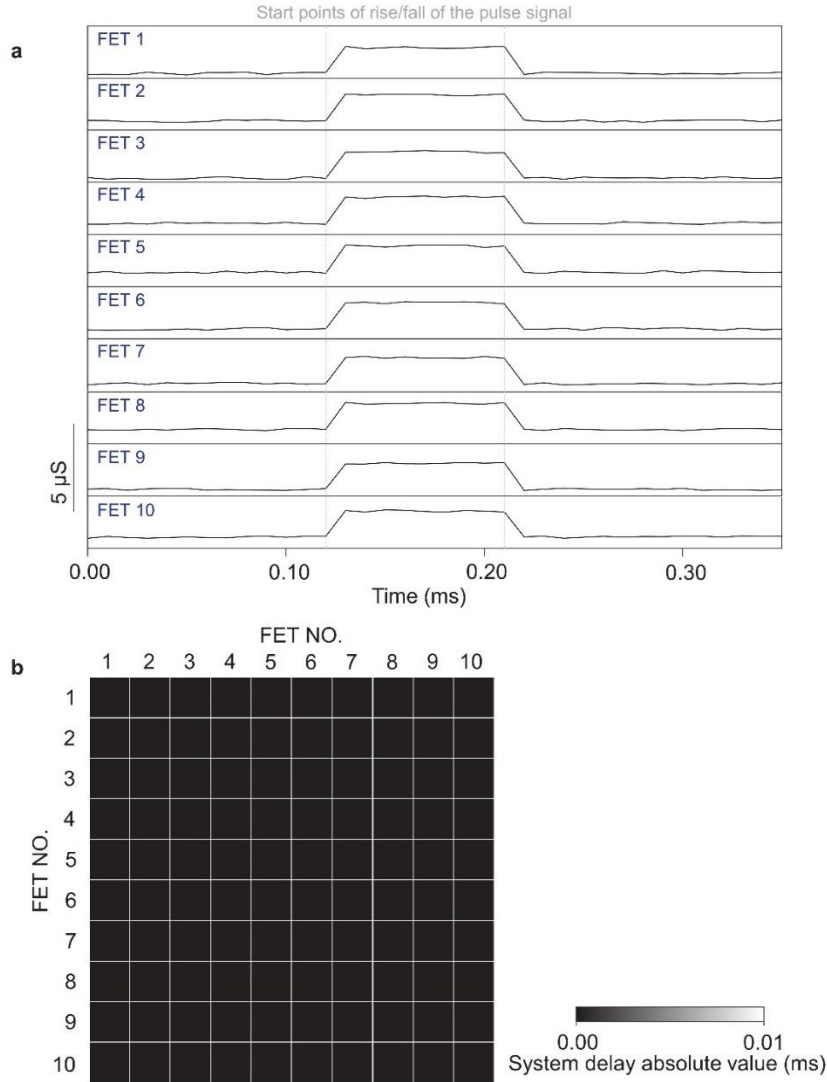 Start points of rise/fall of the pulse signal
a
FET 1
FET 2
FET 3
FET 4
FET 5
FET 6
FET 7
FET 8
FET 9
FET 10
5 µS
0.00 0.10 0.20 0.30
Time (ms)
FET NO.
b
1 2 3 4 5 6 7 8 9 10
1
2
3
4
5
6
7
8
9
10
FET NO.
0.00 0.01
System delay absolute value (ms)